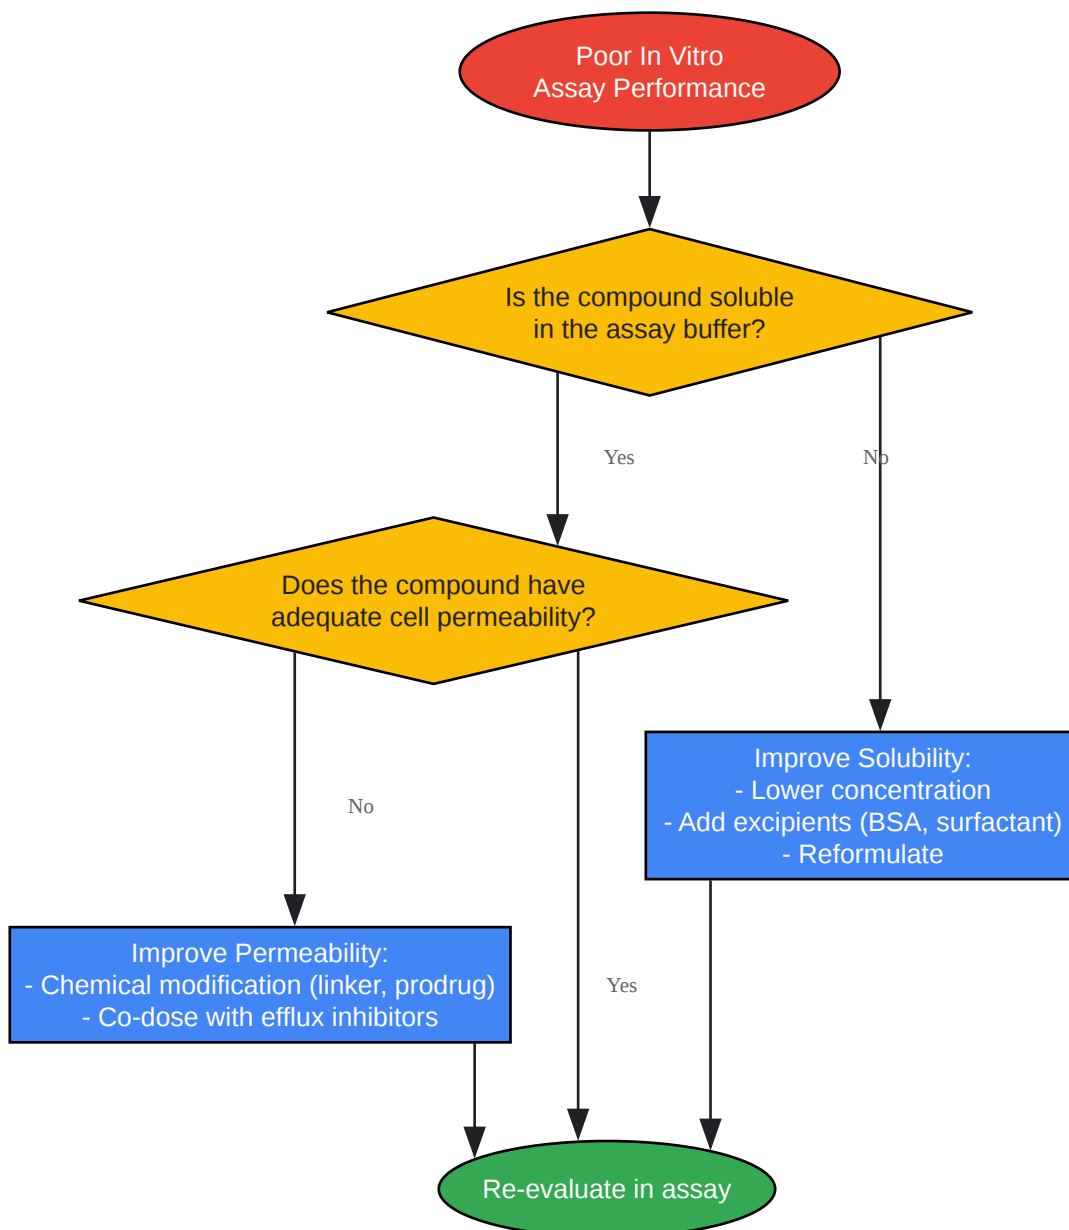 Poor In Vitro
Assay Performance
Is the compound soluble
in the assay buffer?
Yes
No
Does the compound have
adequate cell permeability?
Improve Solubility:
- Lower concentration
- Add excipients (BSA, surfactant)
- Reformulate
No
Improve Permeability:
- Chemical modification (linker, prodrug)
- Co-dose with efflux inhibitors
Yes
Re-evaluate in assay